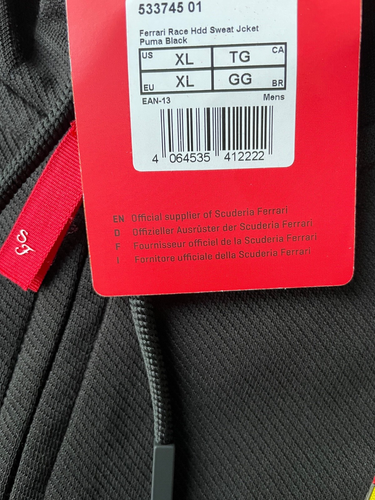 533745 01
Ferrari Race Hdd Sweat Jcket
Puma Black
US XL TG CA
EU XL GG BR
EAN-13 Mens
4 064535 412222
EN Official supplier of Scuderia Ferrari
D Offizieller Ausrüster der Scuderia Ferrari
F Fournisseur officiel de la Scuderia Ferrari
I Fornitore ufficiale della Scuderia Ferrari
SF